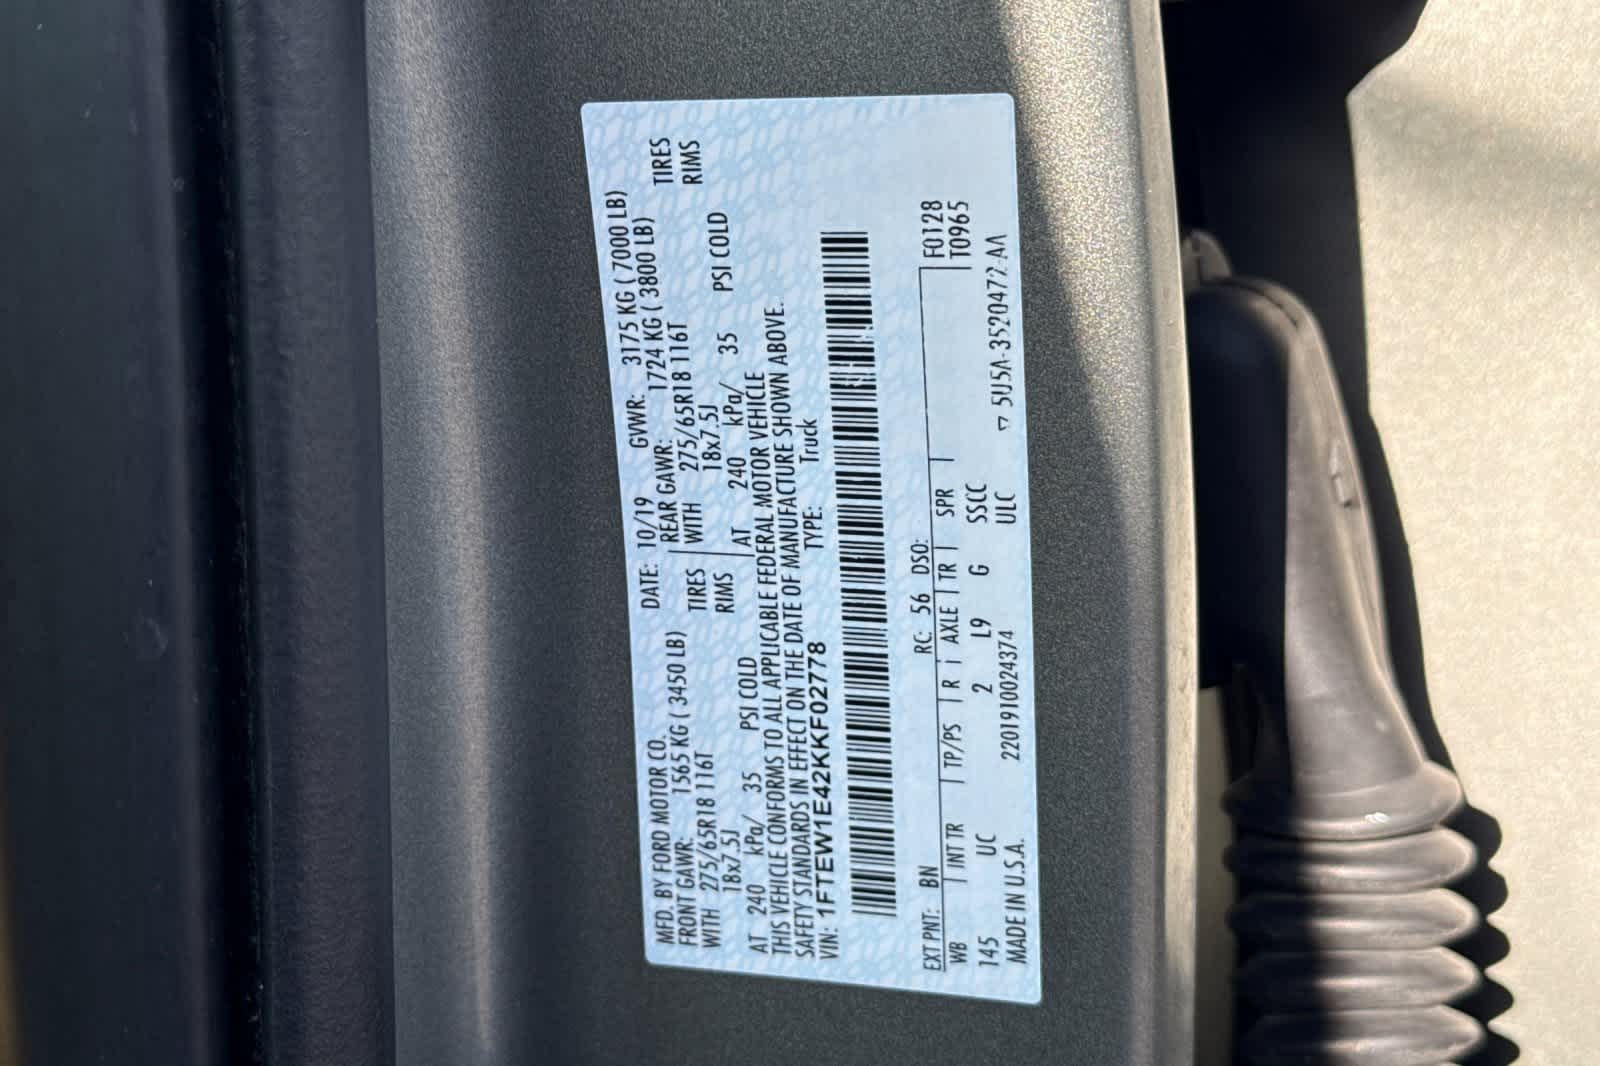 MFD. BY FORD MOTOR CO. DATE: 10/19 GVWR: 3175 KG ( 7000 LB)
FRONT GAWR: 1565 KG ( 3450 LB) REAR GAWR: 1724 KG ( 3800 LB)
WITH 275/65R18 116T TIRES WITH 275/65R18 116T TIRES
18x7.5J RIMS 18x7.5J RIMS
AT 240 kPa/ 35 PSI COLD AT 240 kPa/ 35 PSI COLD
THIS VEHICLE CONFORMS TO ALL APPLICABLE FEDERAL MOTOR VEHICLE
SAFETY STANDARDS IN EFFECT ON THE DATE OF MANUFACTURE SHOWN ABOVE.
VIN: 1FTEW1E42KKF02778 TYPE: Truck
EXT PNT: BN RC: 56 DSO: F0128
WB INT TR TP/PS R AXLE TR SPR T0965
145 UC 2 L9 G SSCC
MADE IN U.S.A. 2201910024374 ULC ▽ 5U5A-3520472-AA